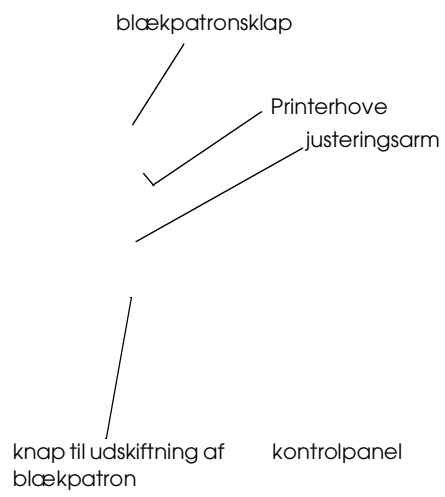 blækpatronsklap
Printerhove
justeringsarm
knap til udskiftning af
blækpatron
kontrolpanel